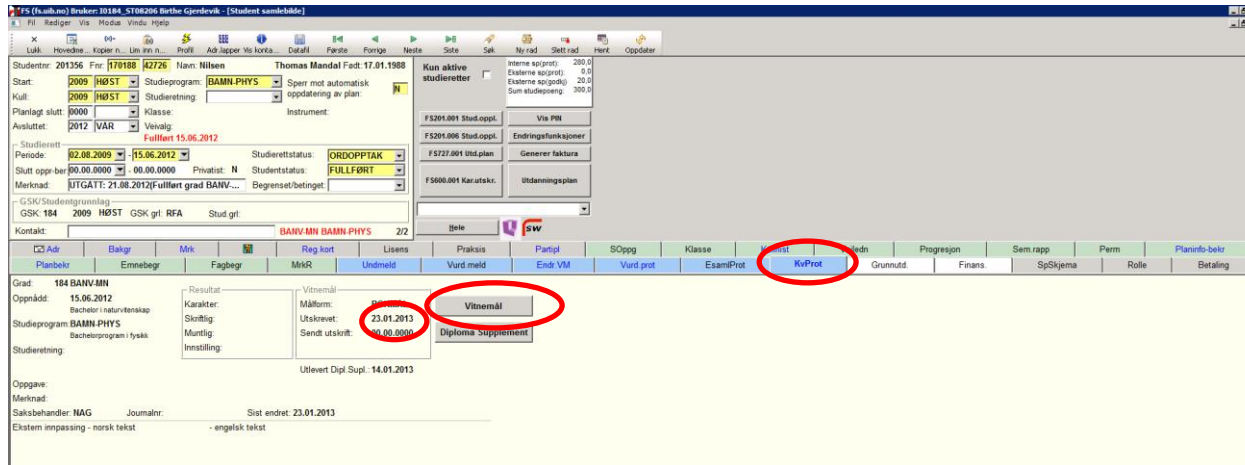 FS (fs.uib.no) Bruker: I0184_ST08206 Birthe Gjerdevik - [Student samlebilde]
Fil Rediger Vis Modus Vindu Hjelp
Lukk Hovedne... Kopier n... Lim inn n... Profil Adr.lapper Vis konta... Datafil Første Forrige Neste Siste Søk Ny rad Slett rad Hent Oppdater
Studentnr: 201356 Fnr: 170188 42726 Navn: Nilsen Thomas Mandal Født: 17.01.1988
Start: 2009 HØST Studieprogram: BAMN-PHYS Sperr mot automatisk oppdatering av plan: N
Kull: 2009 HØST Studieretning:
Planlagt slutt: 0000 Klasse: Instrument:
Avsluttet: 2012 VÅR Veivalg:
Fullført 15.06.2012
Studierett
Periode: 02.08.2009 - 15.06.2012 Studierettstatus: ORDOPPTAK
Slutt oppr-ber: 00.00.0000 - 00.00.0000 Privatist: N Studentstatus: FULLFØRT
Merknad: UTGÅTT: 21.08.2012(Fullført grad BANV-... Begrenset/betinget:
GSK/Studentgrunnlag
GSK: 184 2009 HØST GSK grl: RFA Stud.grl:
Kontakt: BANV-MN BAMN-PHYS 2/2
Kun aktive studieretter
Interne sp(prot): 280,0
Eksterne sp(prot): 0,0
Eksterne sp(godkj) 20,0
Sum studiepoeng: 300,0
FS201.001 Stud.oppl. Vis PIN
FS201.006 Stud.oppl. Endringsfunksjoner
FS727.001 Utd.plan Generer faktura
FS600.001 Kar.utskr. Utdanningsplan
Hele SW
Adr Bakgr Mrk Reg.kort Lisens Praksis Partipl SOppg Klasse Progresjon Sem.rapp Perm Planinfo-bekr
Planbekr Emnebegr Fagbegr MrkR Undmeld Vurd.meld Endr.VM Vurd.prot EsamlProt KvProt Grunnutd. Finans. SpSkjema Rolle Betaling
Grad: 184 BANV-MN
Oppnådd: 15.06.2012
Bachelor i naturvitenskap
Studieprogram: BAMN-PHYS
Bachelorprogram i fysikk
Studieretning:
Resultat
Karakter:
Skriftlig:
Muntlig:
Innstilling:
Vitnemål
Målform:
Utskrevet: 23.01.2013
Sendt utskrift: 00.00.0000
Vitnemål
Diploma Supplement
Utlevert Dipl.Supl.: 14.01.2013
Oppgave:
Merknad:
Saksbehandler: NAG Journalnr: Sist endret: 23.01.2013
Ekstern innpassing - norsk tekst - engelsk tekst